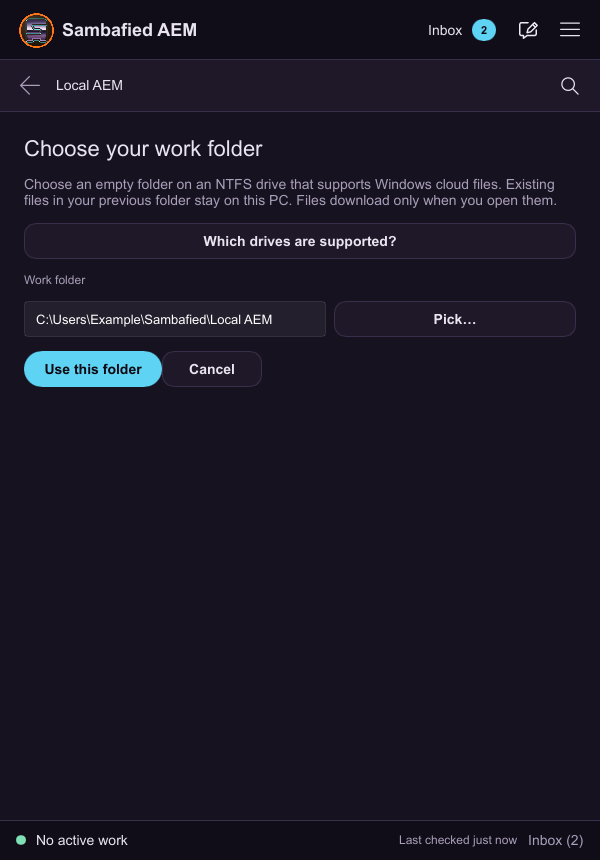 Sambafied AEM
Inbox 2
Local AEM
Choose your work folder
Choose an empty folder on an NTFS drive that supports Windows cloud files. Existing
files in your previous folder stay on this PC. Files download only when you open them.
Which drives are supported?
Work folder
C:\Users\Example\Sambafied\Local AEM
Pick...
Use this folder
Cancel
No active work
Last checked just now
Inbox (2)